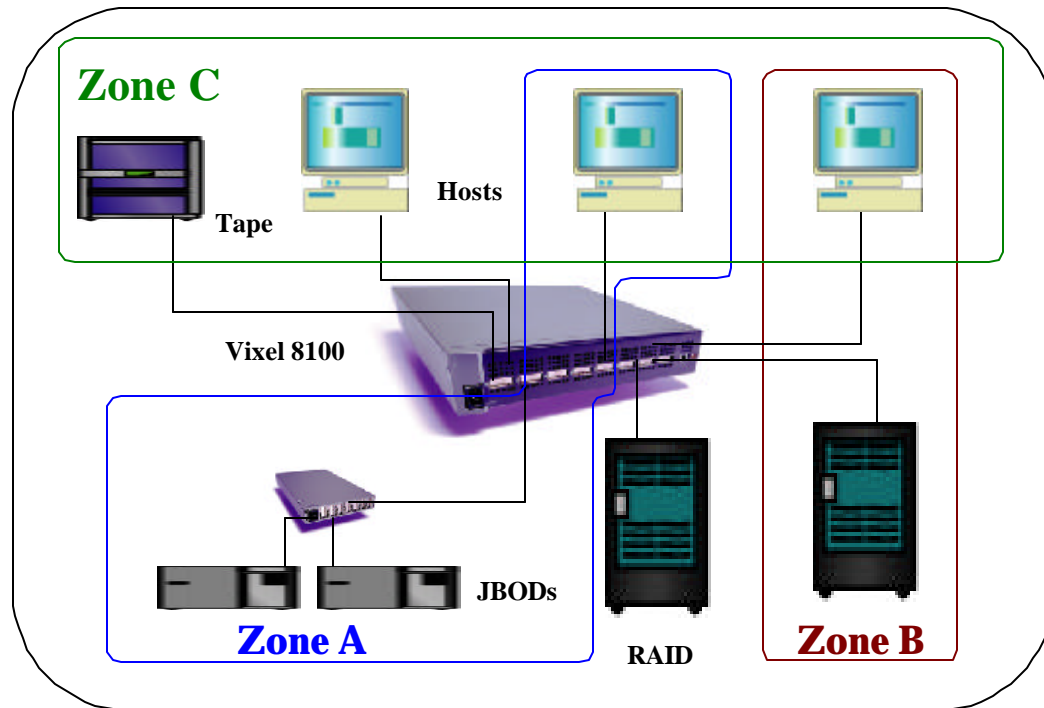 Zone C
Hosts
Tape
Vixel 8100
JBODs
Zone A
RAID
Zone B